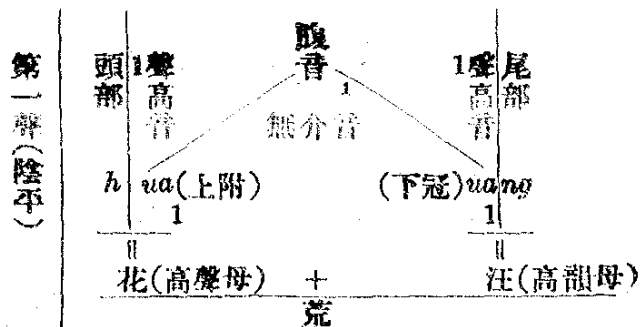 第一聲(陰平)
頭部 1聲高音
腹音
1
無介音
1聲高音 尾部
h ua(上附) (下冠)uang
1 1
花(高聲母) + 汪(高韻母)
荒